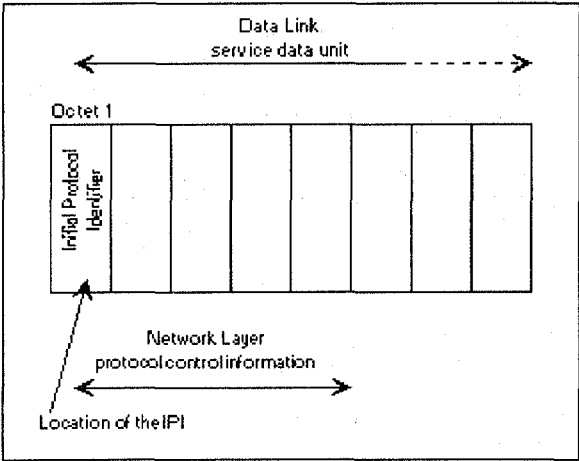 Data Link
service data unit
Octet 1
Initial Protocol
Identifier
Network Layer
protocol control information
Location of the IPI